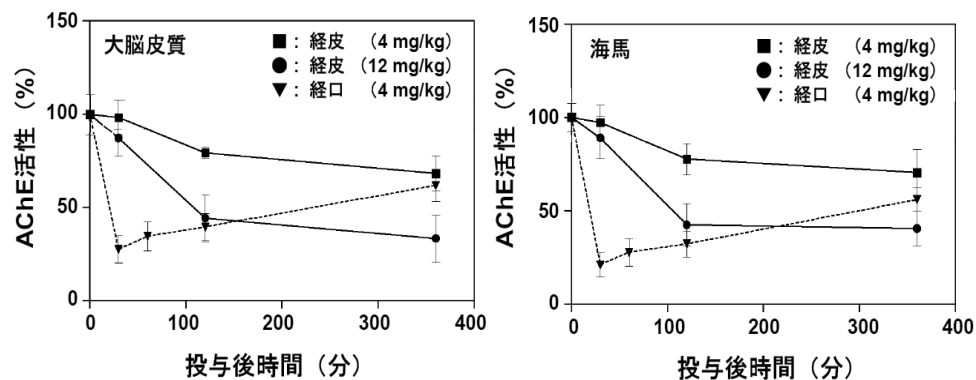 150
100
50
0
AChE活性 (%)
大脳皮質
■ : 経皮 (4 mg/kg)
● : 経皮 (12 mg/kg)
▼ : 経口 (4 mg/kg)
0 100 200 300 400
投与後時間 (分)
150
100
50
0
AChE活性 (%)
海馬
■ : 経皮 (4 mg/kg)
● : 経皮 (12 mg/kg)
▼ : 経口 (4 mg/kg)
0 100 200 300 400
投与後時間 (分)